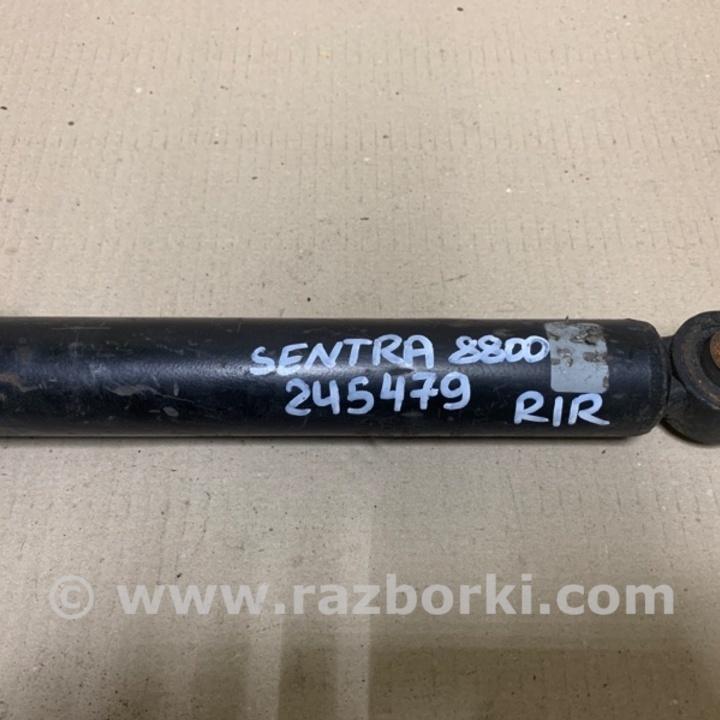 SENTRA 8800
245479 RIR
© www.razborki.com